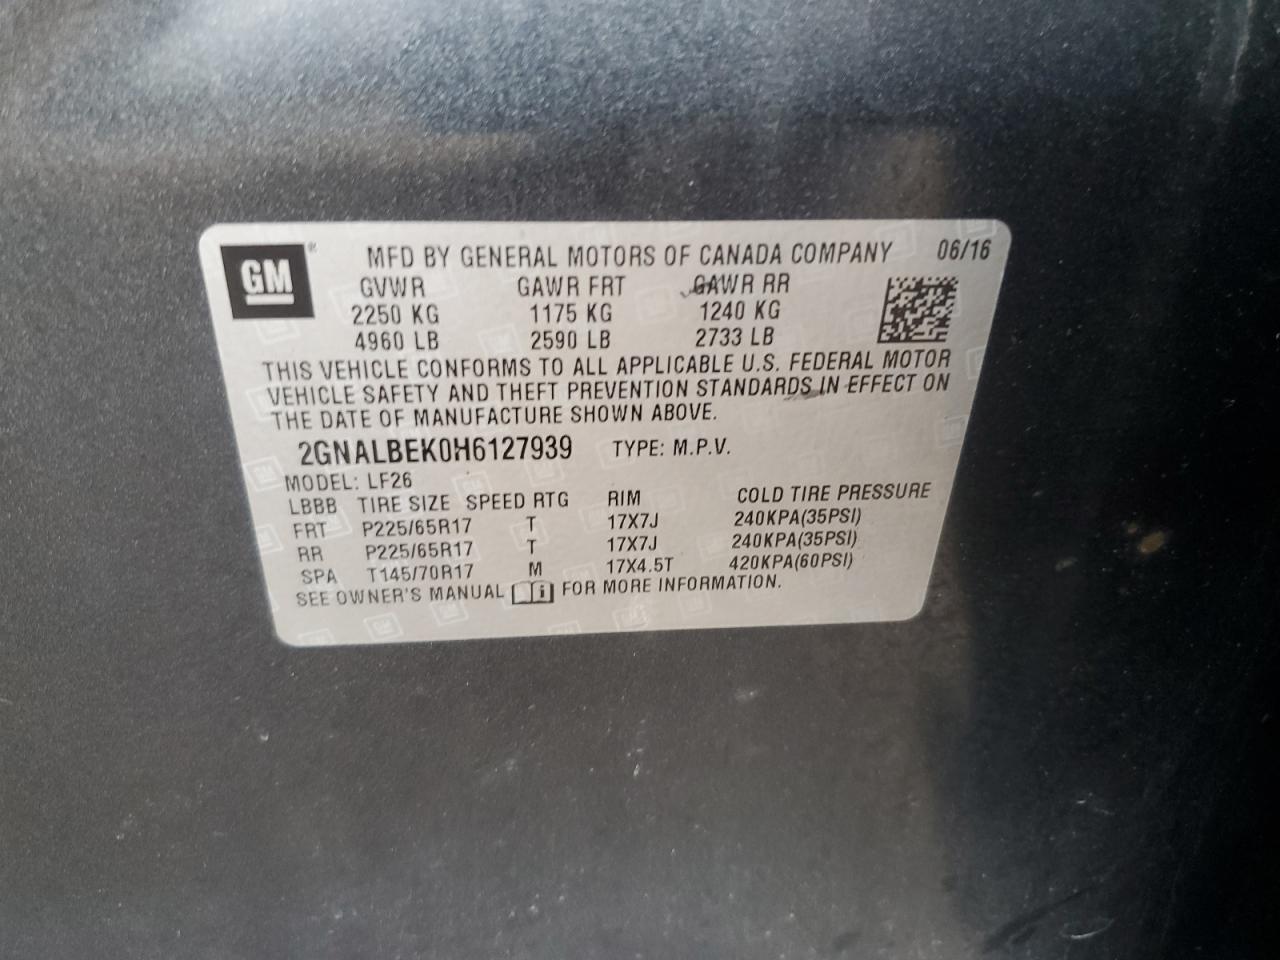 GM ® MFD BY GENERAL MOTORS OF CANADA COMPANY 06/16
GVWR GAWR FRT GAWR RR
2250 KG 1175 KG 1240 KG
4960 LB 2590 LB 2733 LB
THIS VEHICLE CONFORMS TO ALL APPLICABLE U.S. FEDERAL MOTOR
VEHICLE SAFETY AND THEFT PREVENTION STANDARDS IN EFFECT ON
THE DATE OF MANUFACTURE SHOWN ABOVE.
2GNALBEK0H6127939 TYPE: M.P.V.
MODEL: LF26
LBBB TIRE SIZE SPEED RTG RIM COLD TIRE PRESSURE
FRT P225/65R17 T 17X7J 240KPA(35PSI)
RR P225/65R17 T 17X7J 240KPA(35PSI)
SPA T145/70R17 M 17X4.5T 420KPA(60PSI)
SEE OWNER'S MANUAL i FOR MORE INFORMATION.